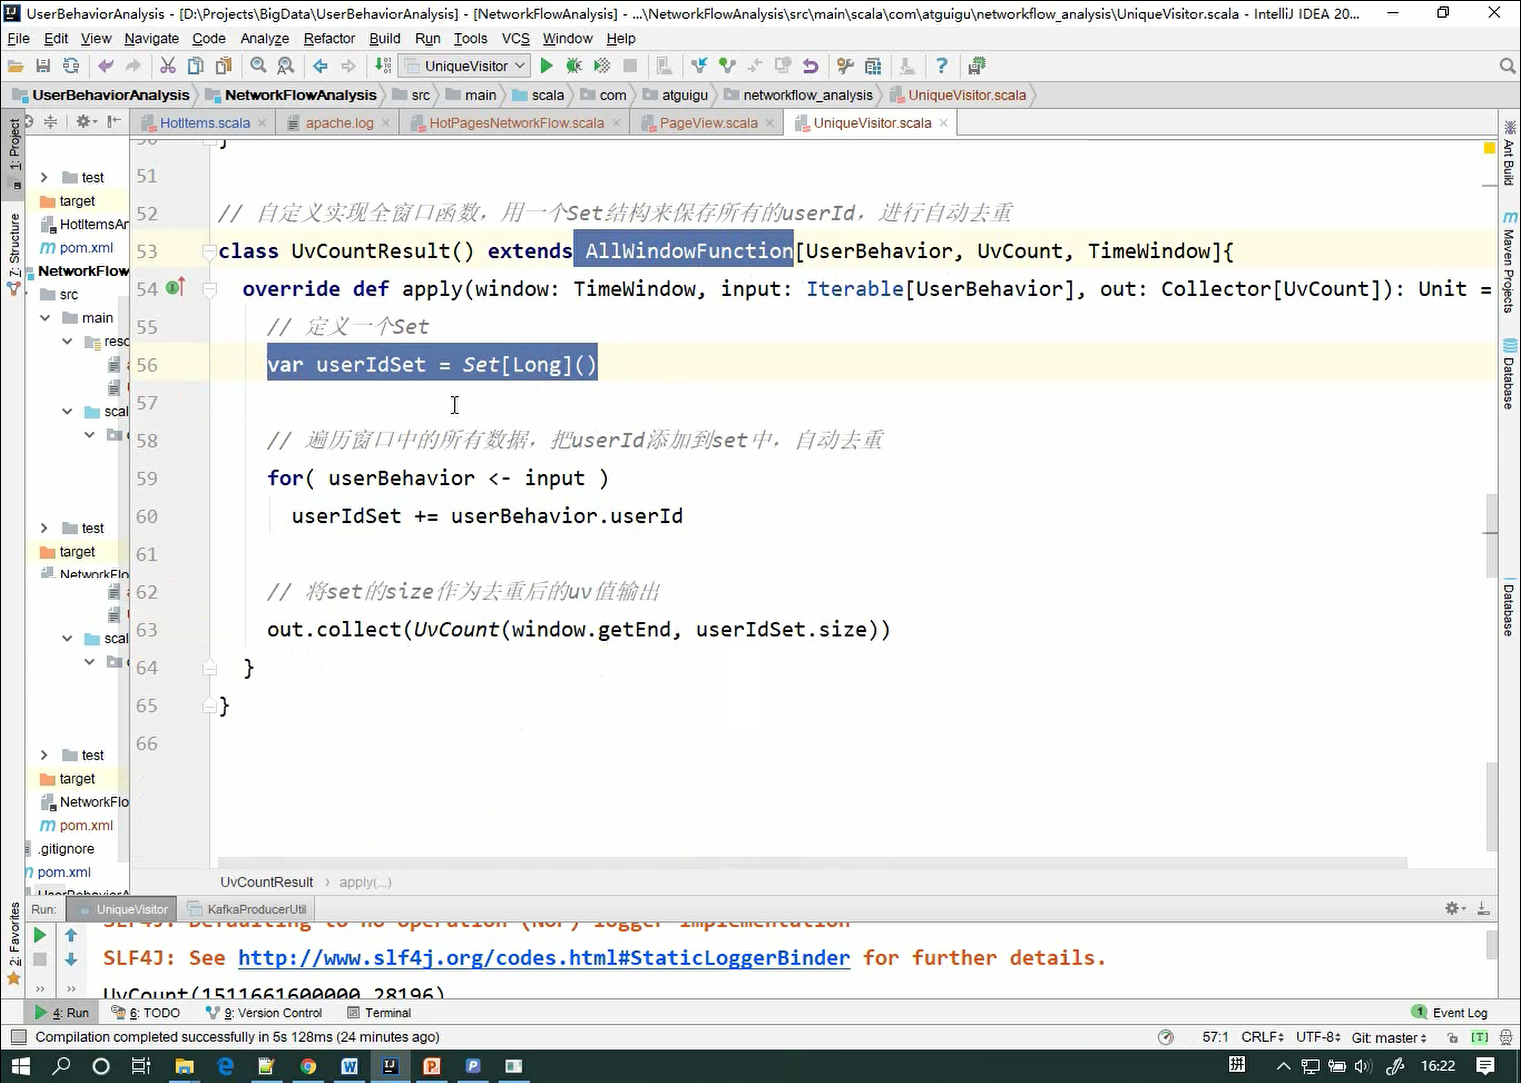 UserBehaviorAnalysis - [D:\Projects\BigData\UserBehaviorAnalysis] - [NetworkFlowAnalysis] - ...\NetworkFlowAnalysis\src\main\scala\com\atguigu\networkflow_analysis\UniqueVisitor.scala - IntelliJ IDEA 20...
File Edit View Navigate Code Analyze Refactor Build Run Tools VCS Window Help
UniqueVisitor
UserBehaviorAnalysis NetworkFlowAnalysis src main scala com atguigu networkflow_analysis UniqueVisitor.scala
HotItems.scala apache.log HotPagesNetworkFlow.scala PageView.scala UniqueVisitor.scala
1: Project
7: Structure
2: Favorites
test
target
HotItemsAn
pom.xml
NetworkFlow
src
main
reso
scal
test
target
NetworkFlo
scal
test
target
NetworkFlo
pom.xml
.gitignore
pom.xml
51
52 // 自定义实现全窗口函数，用一个Set结构来保存所有的userId，进行自动去重
53 class UvCountResult() extends AllWindowFunction[UserBehavior, UvCount, TimeWindow]{
54 override def apply(window: TimeWindow, input: Iterable[UserBehavior], out: Collector[UvCount]): Unit =
55 // 定义一个Set
56 var userIdSet = Set[Long]()
57
58 // 遍历窗口中的所有数据，把userId添加到set中，自动去重
59 for( userBehavior <- input )
60 userIdSet += userBehavior.userId
61
62 // 将set的size作为去重后的uv值输出
63 out.collect(UvCount(window.getEnd, userIdSet.size))
64 }
65 }
66
Ant Build
Maven Projects
Database
Database
UvCountResult › apply(...)
Run: UniqueVisitor KafkaProducerUtil
SLF4J: Defaulting to no-operation (NOP) logger implementation
SLF4J: See http://www.slf4j.org/codes.html#StaticLoggerBinder for further details.
UvCount(1511661600000,28196)
4: Run 6: TODO 9: Version Control Terminal 1 Event Log
Compilation completed successfully in 5s 128ms (24 minutes ago) 57:1 CRLF UTF-8 Git: master [T]
拼 16:22